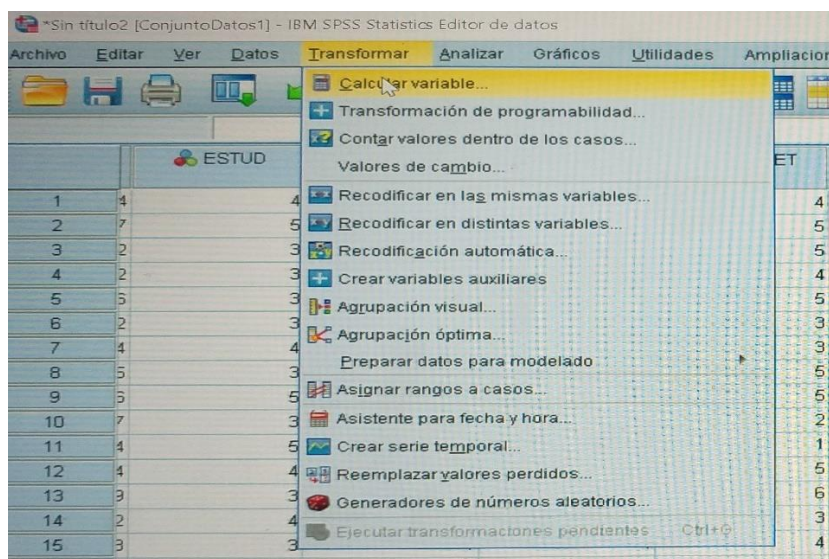 *Sin título2 [ConjuntoDatos1] - IBM SPSS Statistics Editor de datos
Archivo Editar Ver Datos Transformar Analizar Gráficos Utilidades Ampliacion
Calcular variable...
Transformación de programabilidad...
Contar valores dentro de los casos...
ESTUD
Valores de cambio...
ET
1 4 4 Recodificar en las mismas variables... 4
2 7 5 Recodificar en distintas variables... 5
3 2 3 Recodificación automática... 5
4 2 3 Crear variables auxiliares 4
5 3 Agrupación visual... 5
6 2 3 Agrupación óptima... 3
7 4 4 Preparar datos para modelado 3
8 5 3 5
9 5 Asignar rangos a casos... 5
10 7 3 Asistente para fecha y hora... 2
11 4 5 Crear serie temporal... 1
12 4 4 Reemplazar valores perdidos... 5
13 3 Generadores de números aleatorios... 6
14 2 4 3
15 3 3 Ejecutar transformaciones pendientes Ctrl+G 4